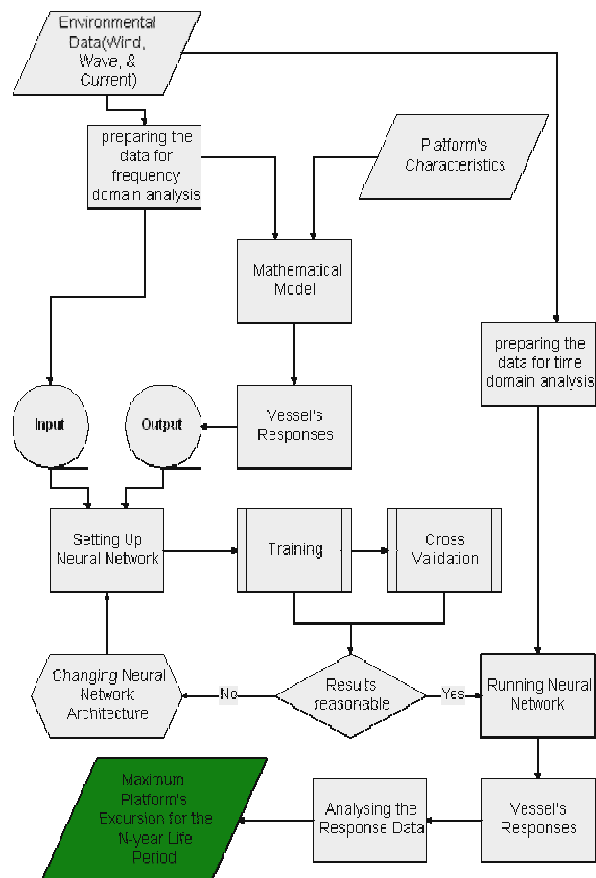 Environmental
Data(Wind,
Wave, &
Current)
preparing the
data for
frequency
domain analysis
Platform's
Characteristics
Mathematical
Model
preparing the
data for time
domain analysis
Input
Output
Vessel's
Responses
Setting Up
Neural Network
Training
Cross
Validation
Changing Neural
Network
Architecture
No
Results
reasonable
Yes
Running Neural
Network
Maximum
Platform's
Excursion for the
N-year Life
Period
Analysing the
Response Data
Vessel's
Responses